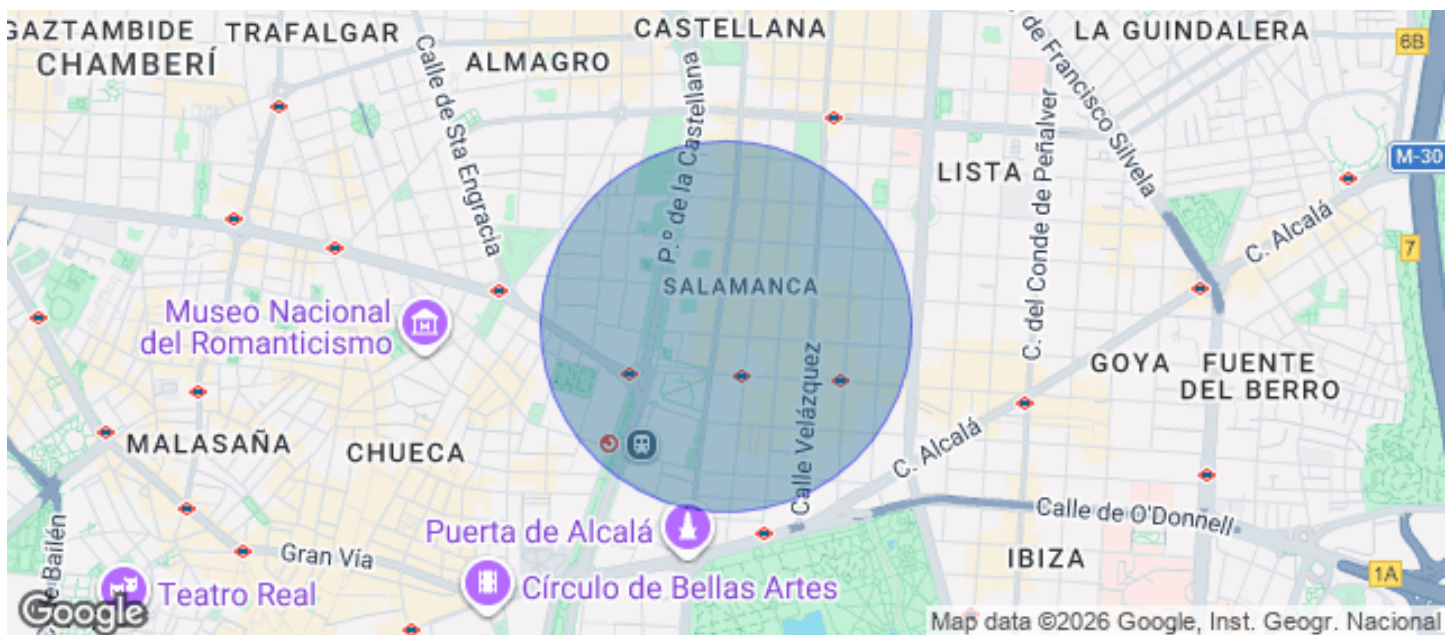 GAZTAMBIDE
TRAFALGAR
CHAMBERÍ
ALMAGRO
CASTELLANA
LA GUINDALERA
6B
Calle de Sta Engracia
P.º de la Castellana
de Francisco Silvela
C. del Conde de Peñalver
M-30
LISTA
7
C. Alcalá
SALAMANCA
Museo Nacional
del Romanticismo
Calle Velázquez
GOYA
FUENTE
DEL BERRO
MALASAÑA
CHUECA
C. Alcalá
Puerta de Alcalá
Calle de O'Donnell
Gran Vía
IBIZA
1A
Bailén
Teatro Real
Círculo de Bellas Artes
Google
Map data ©2026 Google, Inst. Geogr. Nacional